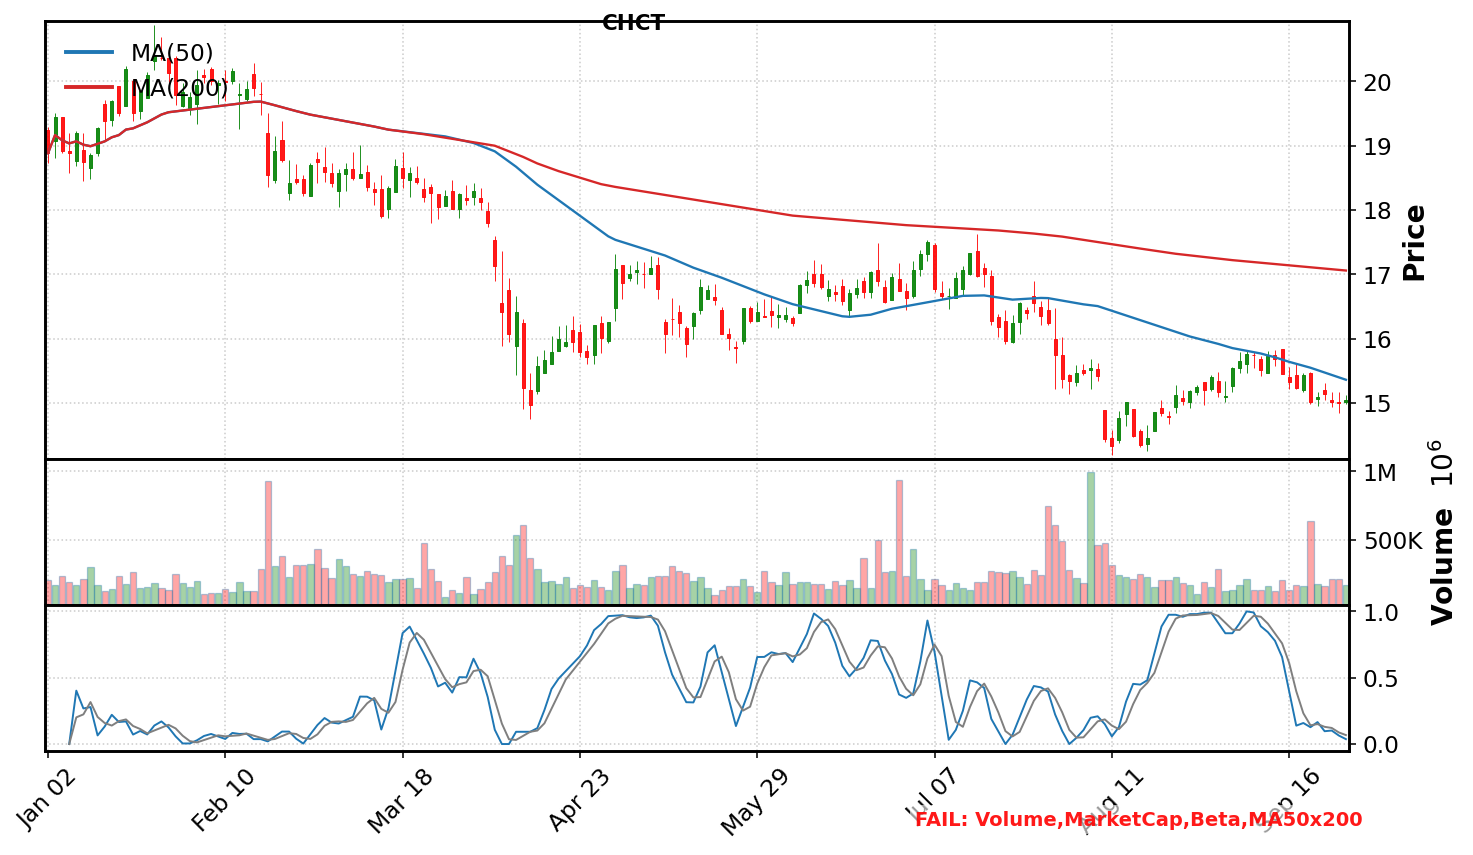 CHCT
MA(50)
MA(200)
20
19
18
17
16
15
Price
1M
500K
Volume 10^6
1.0
0.5
0.0
Jan 02
Feb 10
Mar 18
Apr 23
May 29
Jul 07
Aug 11
Sep 16
FAIL: Volume,MarketCap,Beta,MA50x200